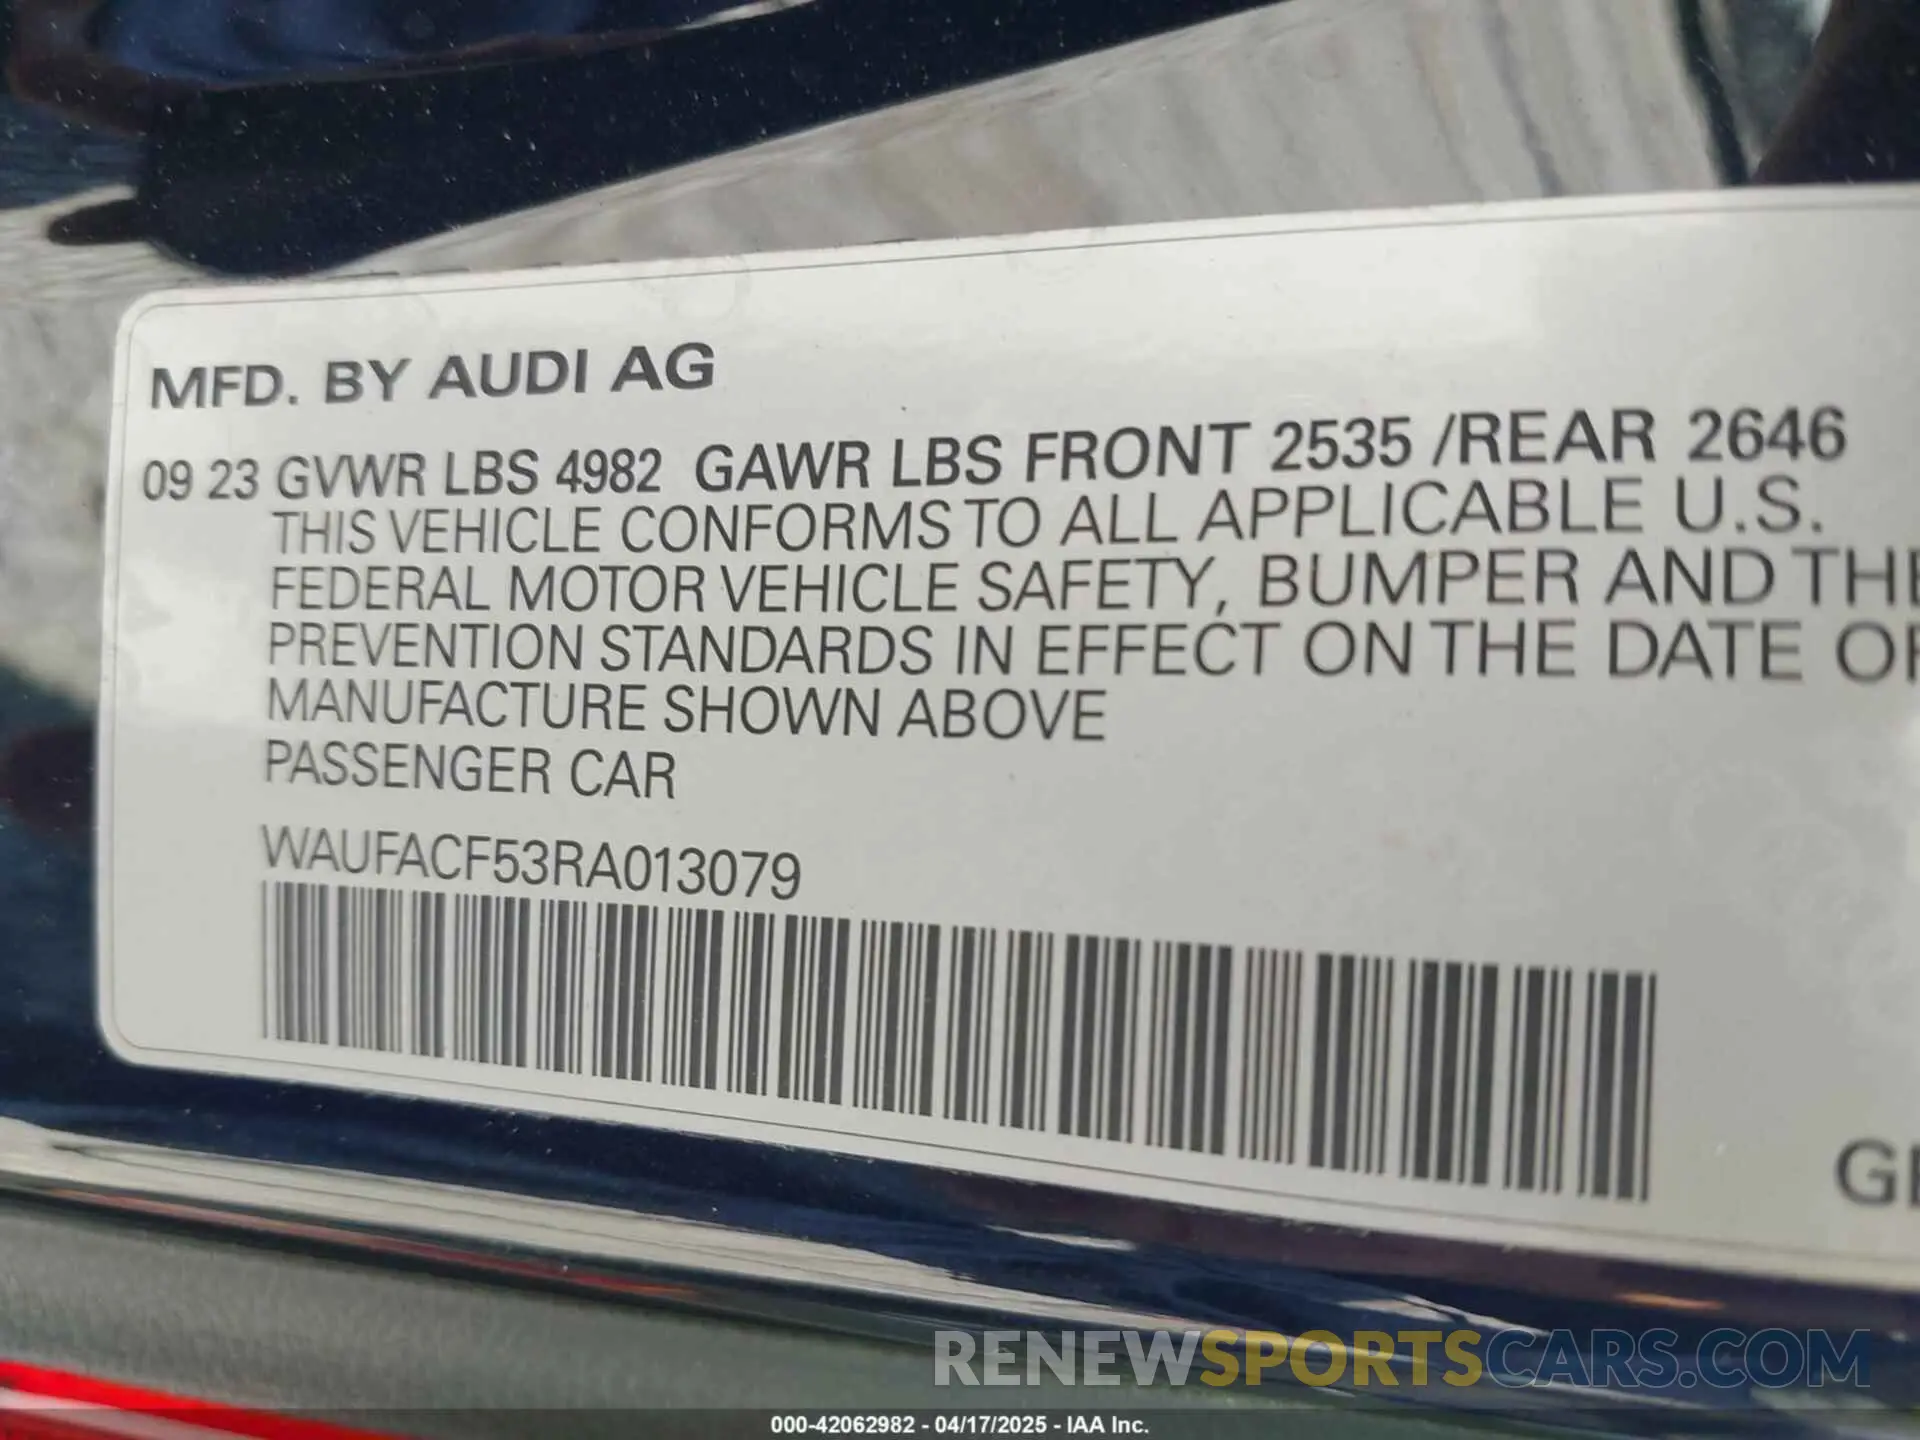 MFD. BY AUDI AG
09 23 GVWR LBS 4982 GAWR LBS FRONT 2535 /REAR 2646
THIS VEHICLE CONFORMS TO ALL APPLICABLE U.S.
FEDERAL MOTOR VEHICLE SAFETY, BUMPER AND
PREVENTION STANDARDS IN EFFECT ON THE DATE
MANUFACTURE SHOWN ABOVE
PASSENGER CAR
WAUFACF53RA013079
RENEWSPORTSCARS.COM
000-42062982 - 04/17/2025 - IAA Inc.